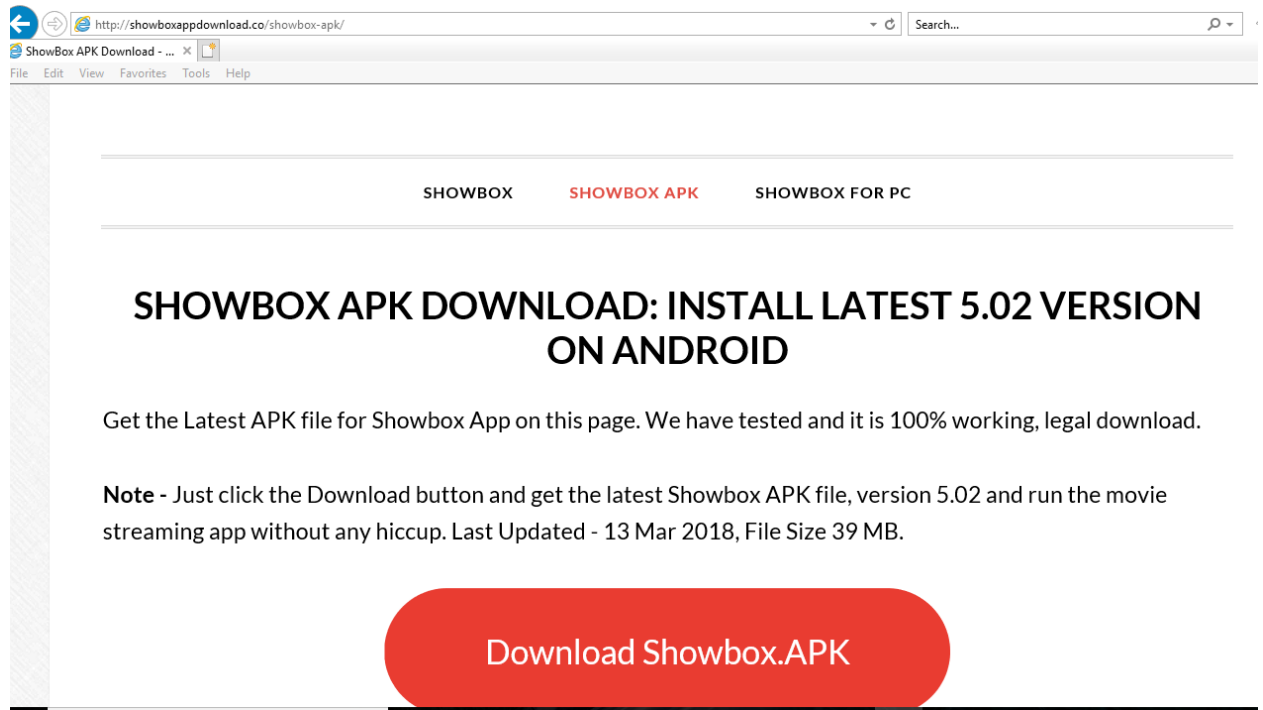 http://showboxappdownload.co/showbox-apk/
Search...
ShowBox APK Download - ...
File Edit View Favorites Tools Help
SHOWBOX SHOWBOX APK SHOWBOX FOR PC
SHOWBOX APK DOWNLOAD: INSTALL LATEST 5.02 VERSION
ON ANDROID
Get the Latest APK file for Showbox App on this page. We have tested and it is 100% working, legal download.
Note - Just click the Download button and get the latest Showbox APK file, version 5.02 and run the movie
streaming app without any hiccup. Last Updated - 13 Mar 2018, File Size 39 MB.
Download Showbox.APK